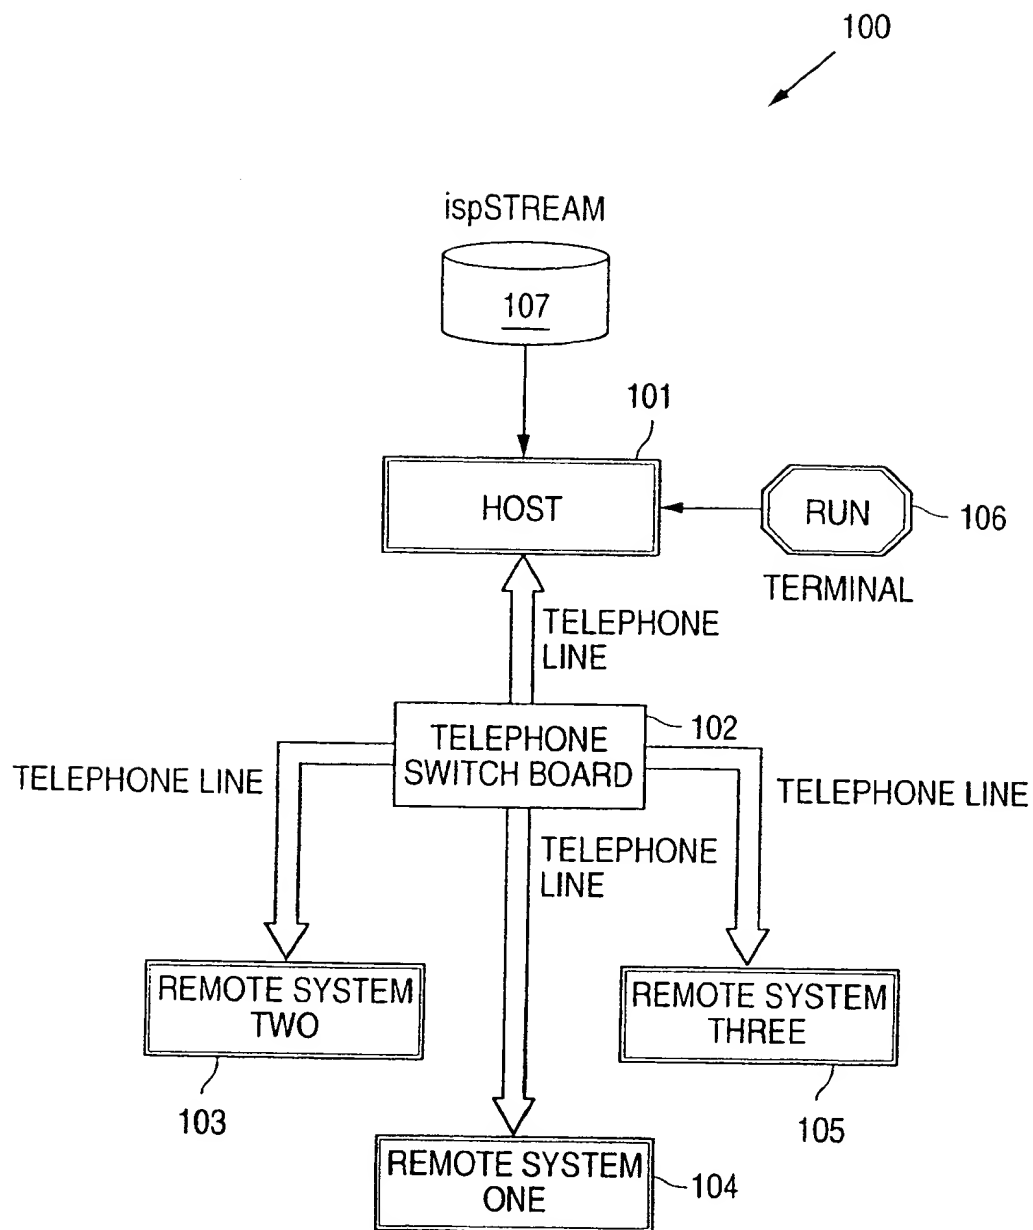 100
ispSTREAM
107
101
HOST
RUN
106
TERMINAL
TELEPHONE
LINE
102
TELEPHONE
SWITCH BOARD
TELEPHONE LINE
TELEPHONE LINE
TELEPHONE
LINE
REMOTE SYSTEM
TWO
REMOTE SYSTEM
THREE
103
105
REMOTE SYSTEM
ONE
104